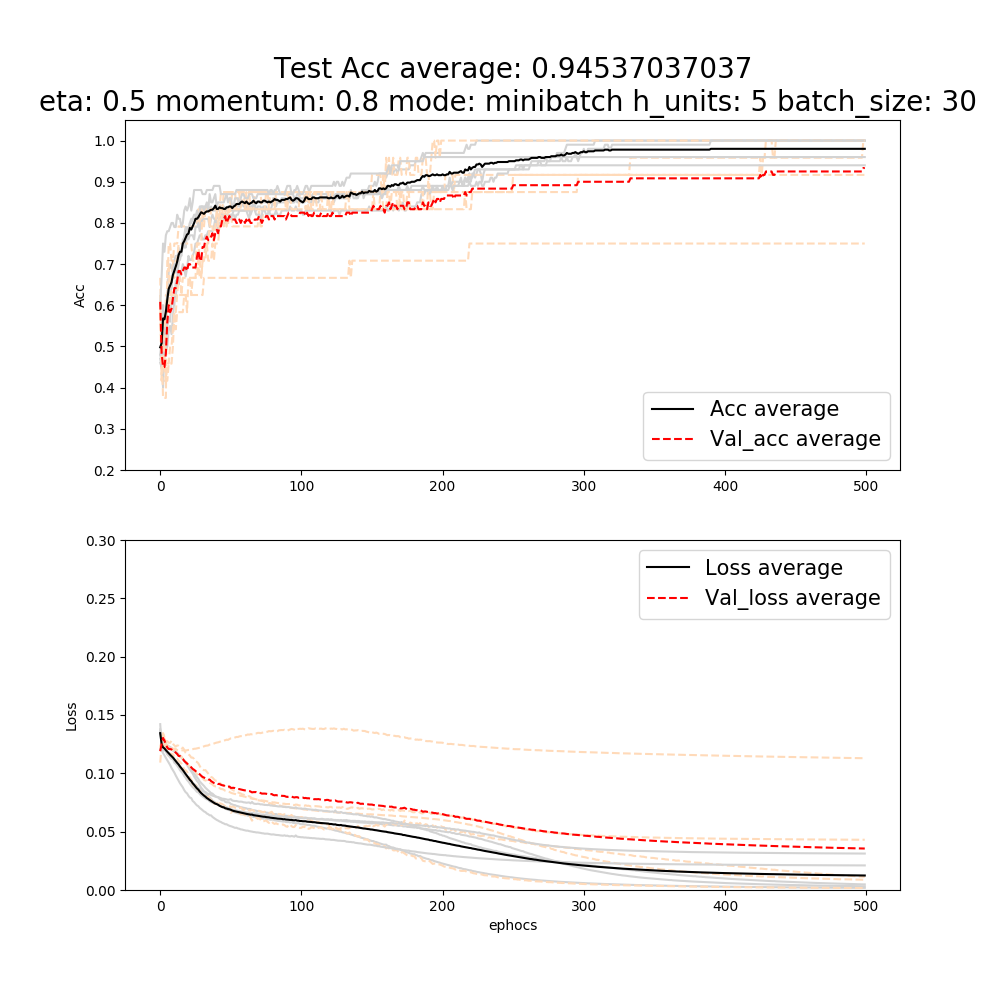 Test Acc average: 0.94537037037
eta: 0.5 momentum: 0.8 mode: minibatch h_units: 5 batch_size: 30
1.0
0.9
0.8
0.7
0.6
0.5
0.4
0.3
0.2
Acc
0 100 200 300 400 500
Acc average
Val_acc average
0.30
0.25
0.20
0.15
0.10
0.05
0.00
Loss
0 100 200 300 400 500
ephocs
Loss average
Val_loss average